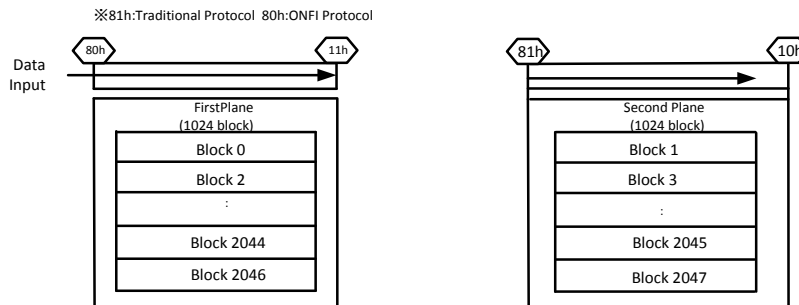 ※81h:Traditional Protocol 80h:ONFI Protocol
80h
11h
81h
10h
Data
Input
FirstPlane
(1024 block)
Block 0
Block 2
:
Block 2044
Block 2046
Second Plane
(1024 block)
Block 1
Block 3
:
Block 2045
Block 2047